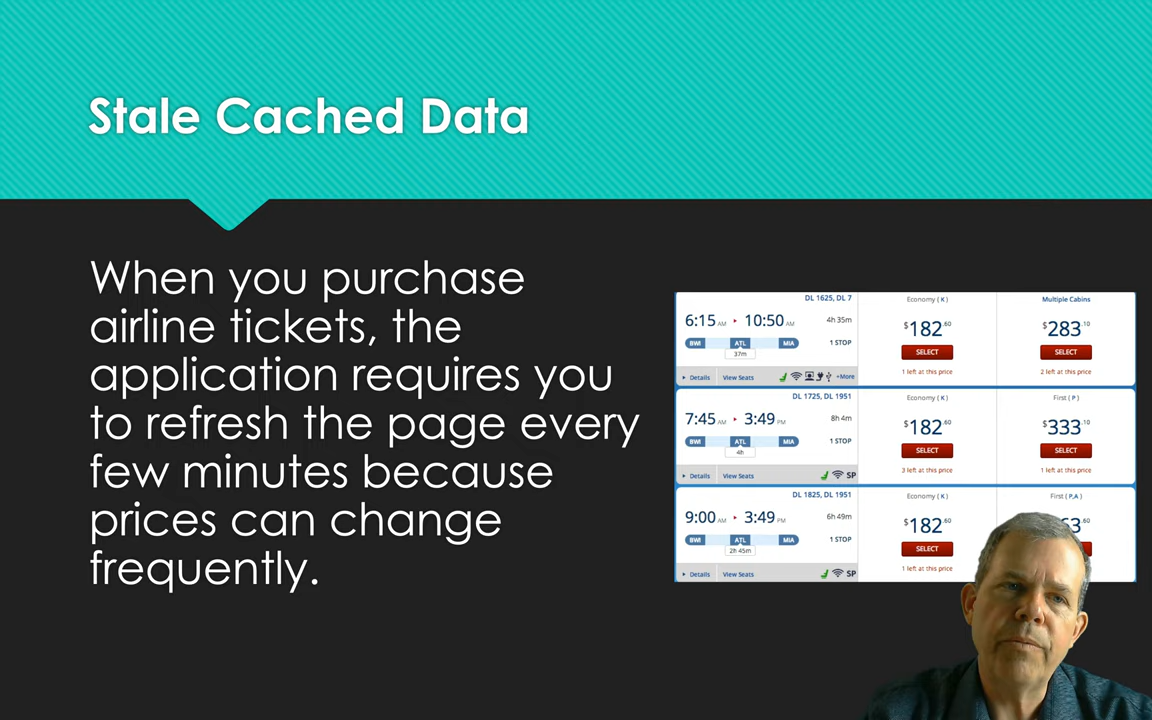 Stale Cached Data
When you purchase
airline tickets, the
application requires you
to refresh the page every
few minutes because
prices can change
frequently.
DL 1625, DL 7
6:15 AM ▸ 10:50 AM 4h 35m
BWI ATL MIA 1 STOP
37m
▸ Details View Seats +More
Economy ( K )
$182.60
SELECT
1 left at this price
Multiple Cabins
$283.10
SELECT
2 left at this price
DL 1725, DL 1951
7:45 AM ▸ 3:49 PM 8h 4m
BWI ATL MIA 1 STOP
4h
▸ Details View Seats SP
Economy ( K )
$182.60
SELECT
3 left at this price
First ( P )
$333.10
SELECT
1 left at this price
DL 1825, DL 1951
9:00 AM ▸ 3:49 PM 6h 49m
BWI ATL MIA 1 STOP
2h 45m
▸ Details View Seats SP
Economy ( K )
$182.60
SELECT
1 left at this price
First ( P,A )